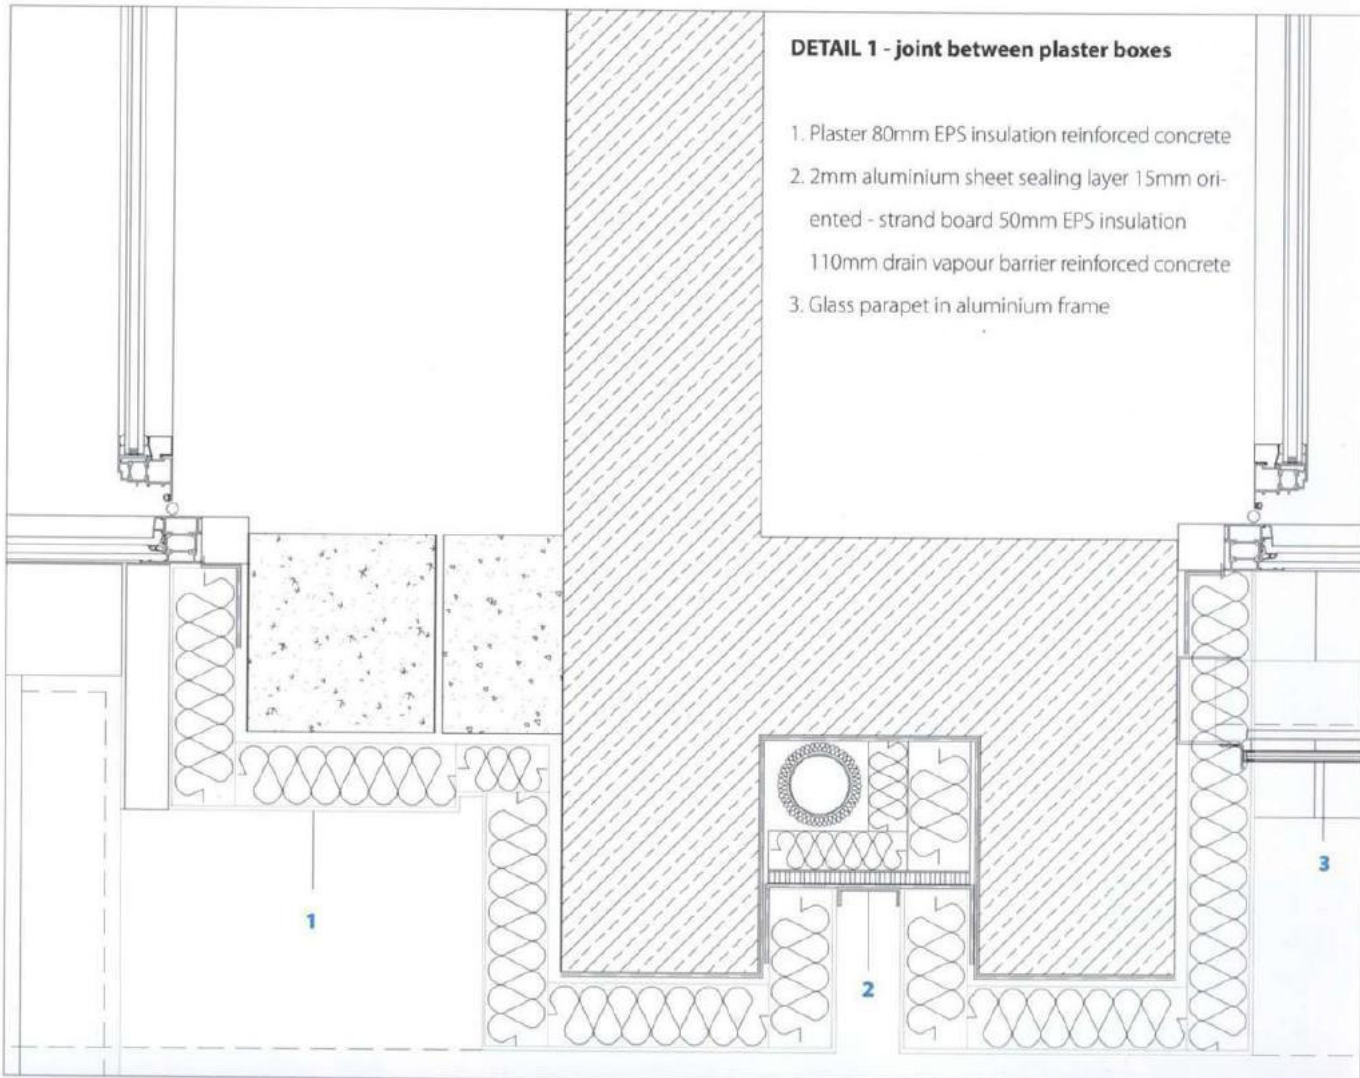 DETAIL 1 - joint between plaster boxes
1. Plaster 80mm EPS insulation reinforced concrete
2. 2mm aluminium sheet sealing layer 15mm ori-
ented - strand board 50mm EPS insulation
110mm drain vapour barrier reinforced concrete
3. Glass parapet in aluminium frame
3
1
2